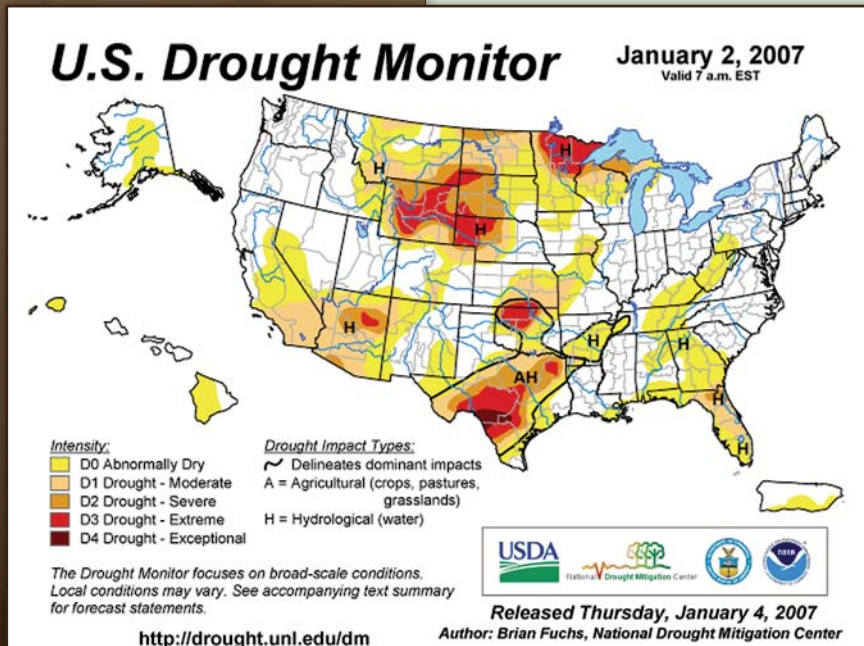 U.S. Drought Monitor
January 2, 2007
Valid 7 a.m. EST
H
H
H
H
H
H
AH
H
H
H
Intensity:
D0 Abnormally Dry
D1 Drought - Moderate
D2 Drought - Severe
D3 Drought - Extreme
D4 Drought - Exceptional
Drought Impact Types:
Delineates dominant impacts
A = Agricultural (crops, pastures,
grasslands)
H = Hydrological (water)
The Drought Monitor focuses on broad-scale conditions.
Local conditions may vary. See accompanying text summary
for forecast statements.
http://drought.unl.edu/dm
USDA
National Drought Mitigation Center
NOAA
Released Thursday, January 4, 2007
Author: Brian Fuchs, National Drought Mitigation Center